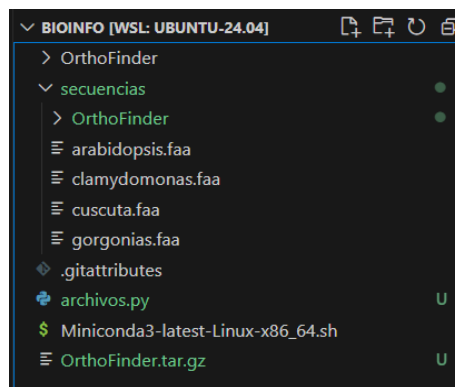 BIOINFO [WSL: UBUNTU-24.04]
OrthoFinder
secuencias
OrthoFinder
arabidopsis.faa
clamydomonas.faa
cuscuta.faa
gorgonias.faa
.gitattributes
archivos.py U
$ Miniconda3-latest-Linux-x86_64.sh
OrthoFinder.tar.gz U